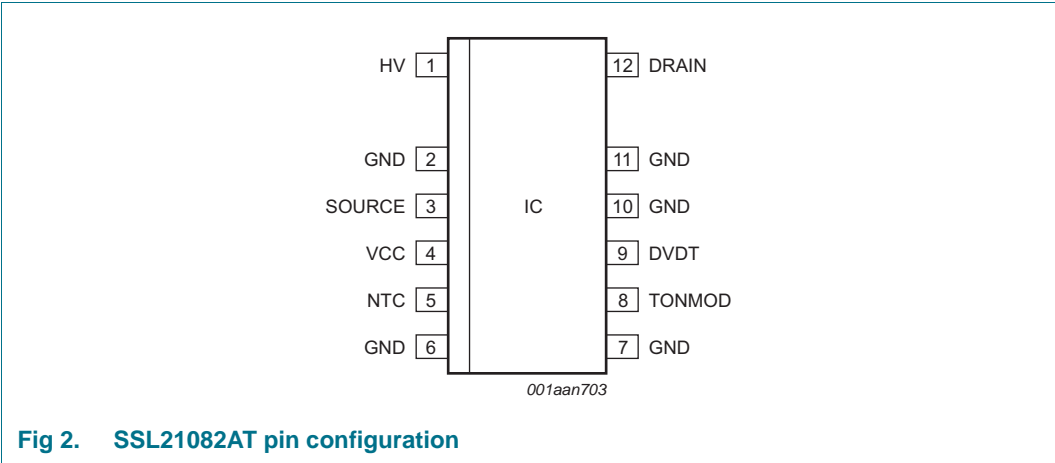 HV 1
12 DRAIN
GND 2
11 GND
SOURCE 3
IC
10 GND
VCC 4
9 DVDT
NTC 5
8 TONMOD
GND 6
7 GND
001aan703
Fig 2. SSL21082AT pin configuration